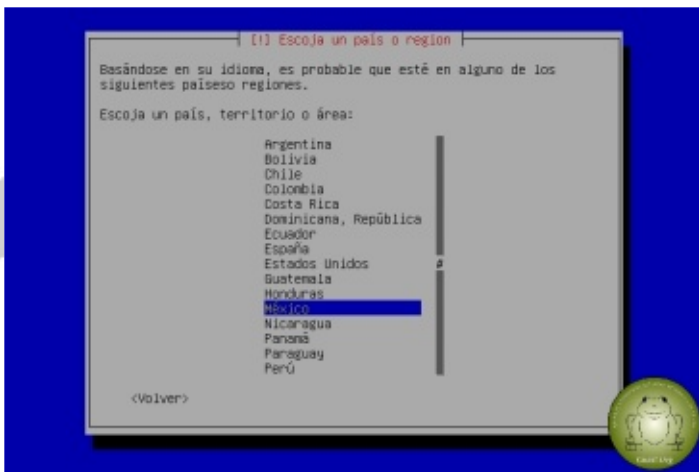 [!] Escoja un país o region
Basándose en su idioma, es probable que esté en alguno de los
siguientes paíseso regiones.
Escoja un país, territorio o área:
Argentina
Bolivia
Chile
Colombia
Costa Rica
Dominicana, República
Ecuador
España
Estados Unidos
Guatemala
Honduras
México
Nicaragua
Panamá
Paraguay
Perú
<Volver>